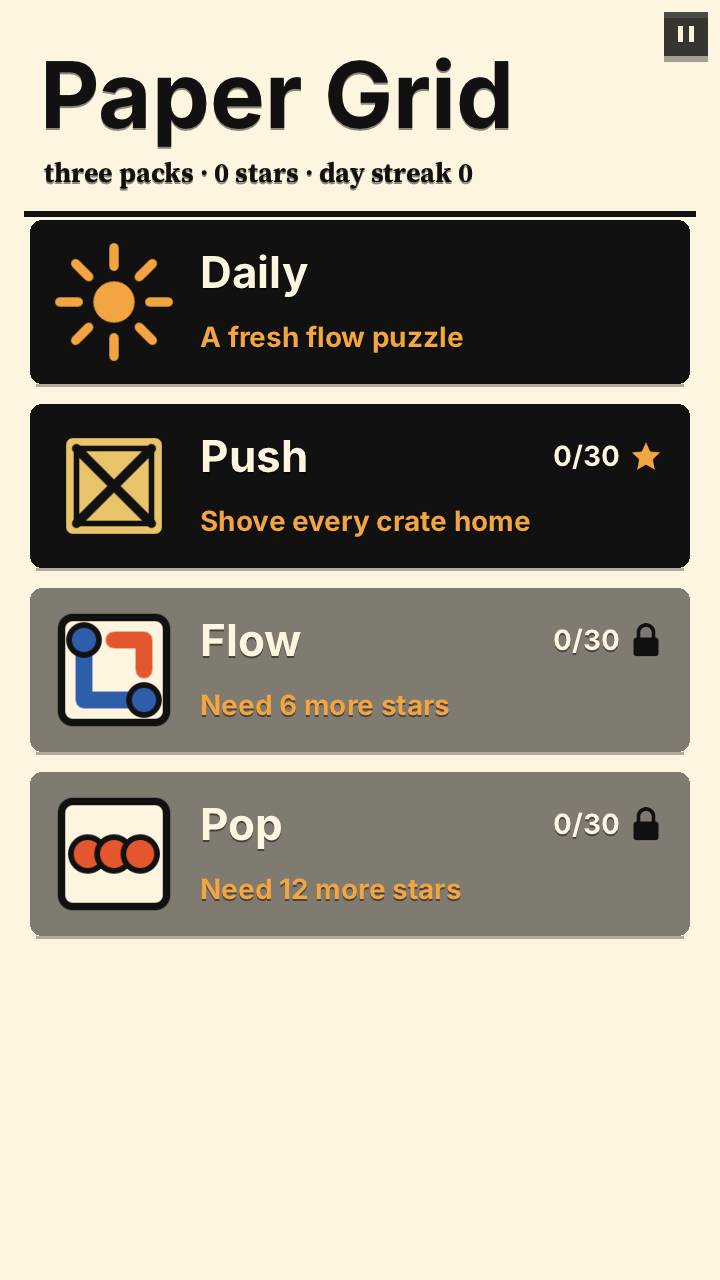 Paper Grid
three packs · 0 stars · day streak 0
Daily
A fresh flow puzzle
Push
0/30
Shove every crate home
Flow
0/30
Need 6 more stars
Pop
0/30
Need 12 more stars